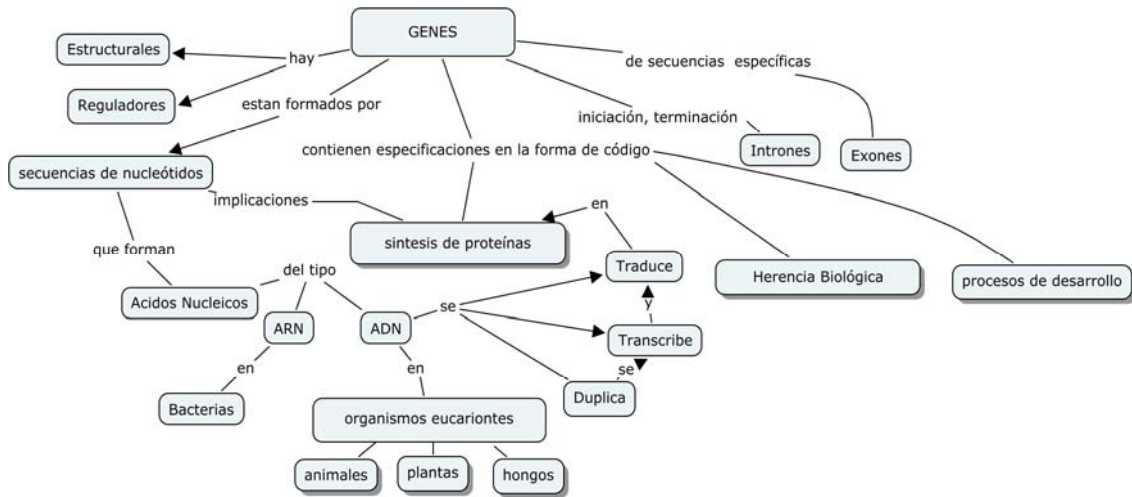 GENES
Estructurales
hay
de secuencias específicas
Reguladores
estan formados por
iniciación, terminación
contienen especificaciones en la forma de código
Intrones
Exones
secuencias de nucleótidos
implicaciones
en
sintesis de proteínas
que forman
del tipo
Traduce
Herencia Biológica
procesos de desarrollo
Acidos Nucleicos
se
y
ARN
ADN
Transcribe
en
en
se
Bacterias
Duplica
organismos eucariontes
animales
plantas
hongos